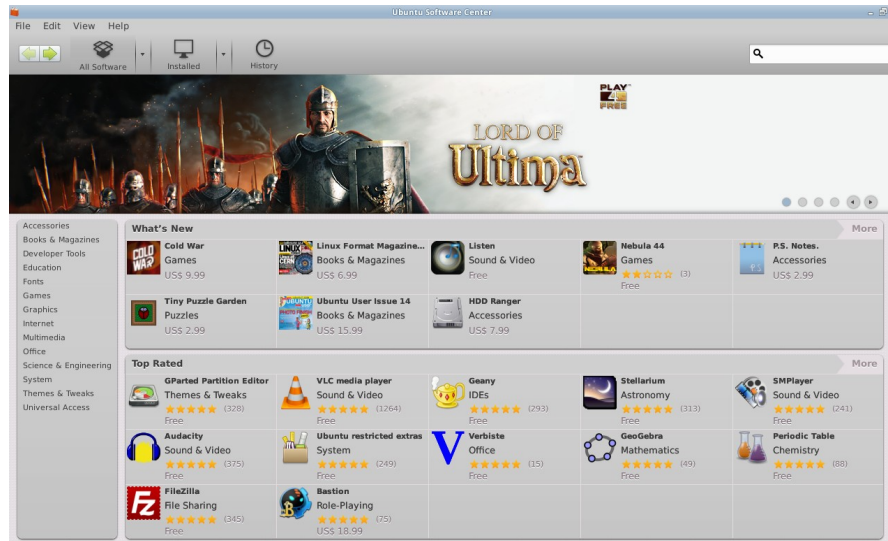 Ubuntu Software Center
File Edit View Help
All Software
Installed
History
PLAY
4
FREE
LORD OF
Ultima
Accessories
Books & Magazines
Developer Tools
Education
Fonts
Games
Graphics
Internet
Multimedia
Office
Science & Engineering
System
Themes & Tweaks
Universal Access
What's New
More
COLD WAR
Cold War
Games
US$ 9.99
LINUX
Linux Format Magazine...
Books & Magazines
US$ 6.99
Listen
Sound & Video
Free
NEBULA
Nebula 44
Games
(3)
Free
P.S.
P.S. Notes.
Accessories
US$ 2.99
Tiny Puzzle Garden
Puzzles
US$ 2.99
UBUNTU
Ubuntu User Issue 14
Books & Magazines
US$ 15.99
HDD Ranger
Accessories
US$ 7.99
Top Rated
More
GParted Partition Editor
Themes & Tweaks
(328)
Free
VLC media player
Sound & Video
(1264)
Free
Geany
IDEs
(293)
Free
Stellarium
Astronomy
(313)
Free
SMPlayer
Sound & Video
(241)
Free
Audacity
Sound & Video
(375)
Free
Ubuntu restricted extras
System
(249)
Free
V
Verbiste
Office
(15)
Free
GeoGebra
Mathematics
(49)
Free
Periodic Table
Chemistry
(88)
Free
Fz
FileZilla
File Sharing
(345)
Free
Bastion
Role-Playing
(75)
US$ 18.99